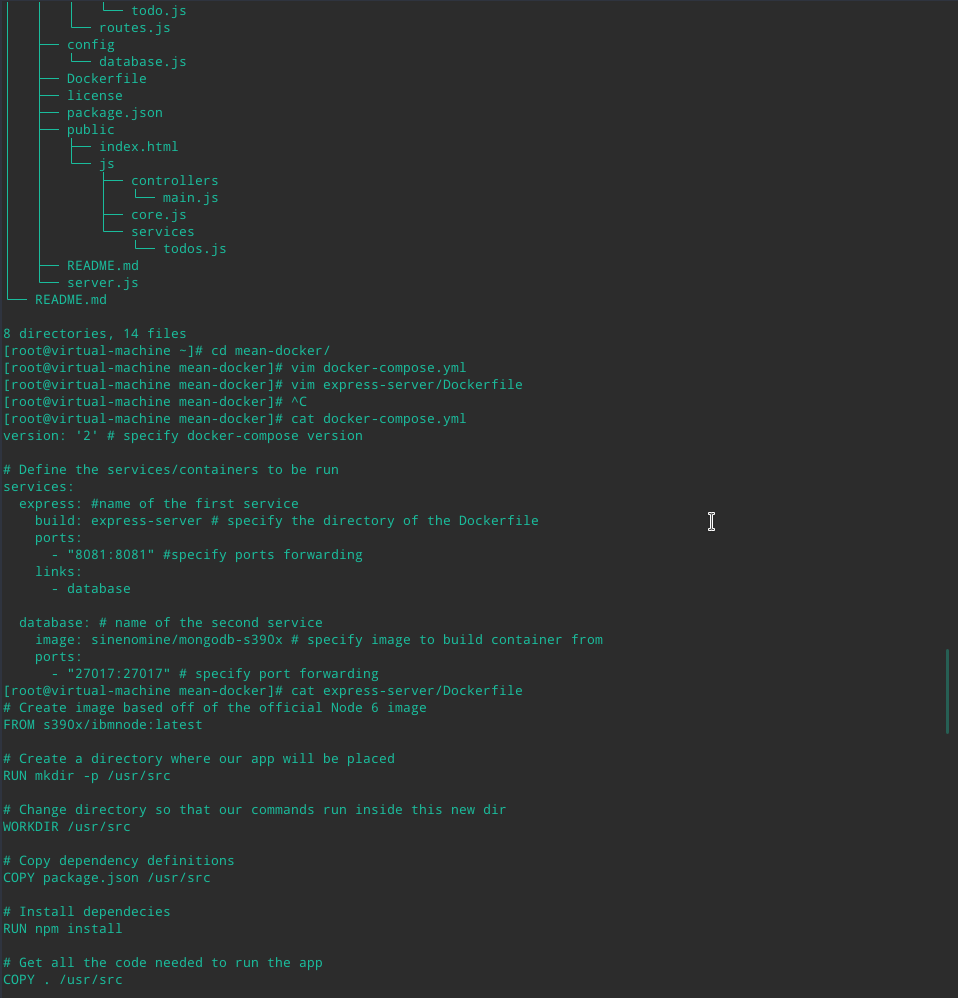 │   │   │   └── todo.js
│   │   └── routes.js
│   ├── config
│   │   └── database.js
│   ├── Dockerfile
│   ├── license
│   ├── package.json
│   ├── public
│   │   ├── index.html
│   │   └── js
│   │       ├── controllers
│   │       │   └── main.js
│   │       ├── core.js
│   │       └── services
│   │           └── todos.js
│   ├── README.md
│   └── server.js
└── README.md

8 directories, 14 files
[root@virtual-machine ~]# cd mean-docker/
[root@virtual-machine mean-docker]# vim docker-compose.yml
[root@virtual-machine mean-docker]# vim express-server/Dockerfile
[root@virtual-machine mean-docker]# ^C
[root@virtual-machine mean-docker]# cat docker-compose.yml
version: '2' # specify docker-compose version

# Define the services/containers to be run
services:
  express: #name of the first service
    build: express-server # specify the directory of the Dockerfile
    ports:
      - "8081:8081" #specify ports forwarding
    links:
      - database

  database: # name of the second service
    image: sinenomine/mongodb-s390x # specify image to build container from
    ports:
      - "27017:27017" # specify port forwarding
[root@virtual-machine mean-docker]# cat express-server/Dockerfile
# Create image based off of the official Node 6 image
FROM s390x/ibmnode:latest

# Create a directory where our app will be placed
RUN mkdir -p /usr/src

# Change directory so that our commands run inside this new dir
WORKDIR /usr/src

# Copy dependency definitions
COPY package.json /usr/src

# Install dependecies
RUN npm install

# Get all the code needed to run the app
COPY . /usr/src